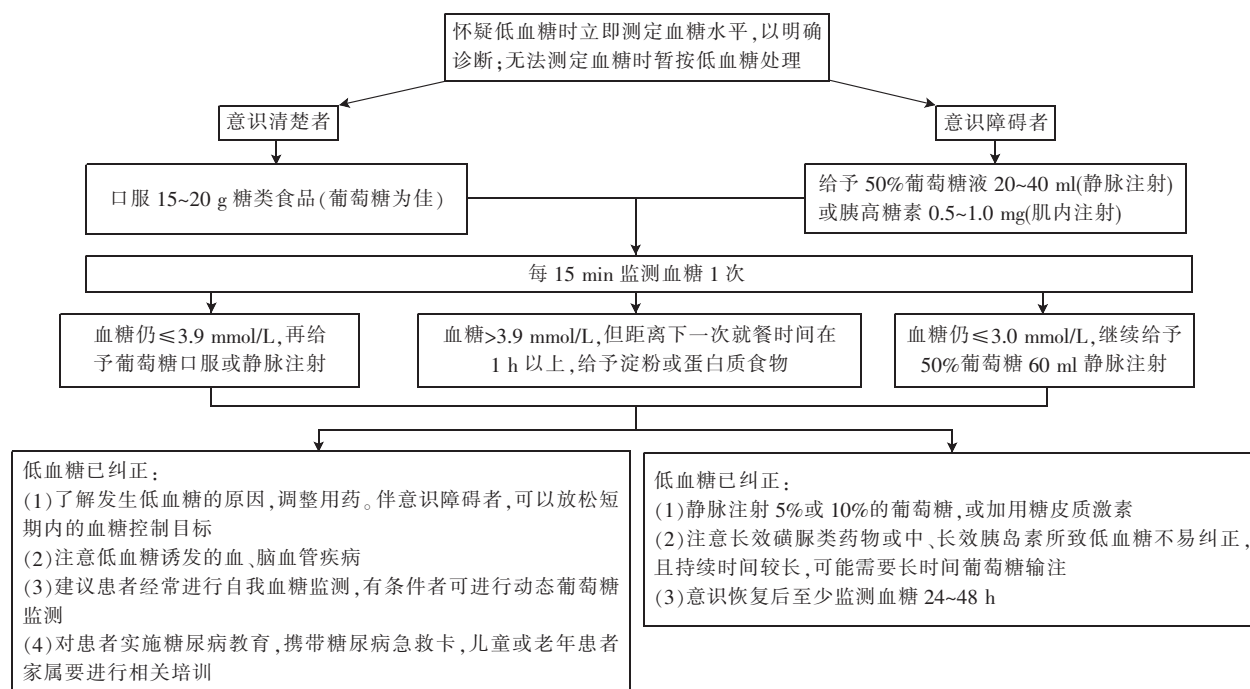 怀疑低血糖时立即测定血糖水平,以明确
诊断;无法测定血糖时暂按低血糖处理
意识清楚者
意识障碍者
口服 15~20 g 糖类食品(葡萄糖为佳)
给予 50%葡萄糖液 20~40 ml(静脉注射)
或胰高糖素 0.5~1.0 mg(肌内注射)
每 15 min 监测血糖 1 次
血糖仍≤3.9 mmol/L,再给
予葡萄糖口服或静脉注射
血糖>3.9 mmol/L,但距离下一次就餐时间在
1 h 以上,给予淀粉或蛋白质食物
血糖仍≤3.0 mmol/L,继续给予
50%葡萄糖 60 ml 静脉注射
低血糖已纠正:
(1)了解发生低血糖的原因,调整用药。伴意识障碍者,可以放松短
期内的血糖控制目标
(2)注意低血糖诱发的血、脑血管疾病
(3)建议患者经常进行自我血糖监测,有条件者可进行动态葡萄糖
监测
(4)对患者实施糖尿病教育,携带糖尿病急救卡,儿童或老年患者
家属要进行相关培训
低血糖已纠正:
(1)静脉注射 5%或 10%的葡萄糖,或加用糖皮质激素
(2)注意长效磺脲类药物或中、长效胰岛素所致低血糖不易纠正,
且持续时间较长,可能需要长时间葡萄糖输注
(3)意识恢复后至少监测血糖 24~48 h